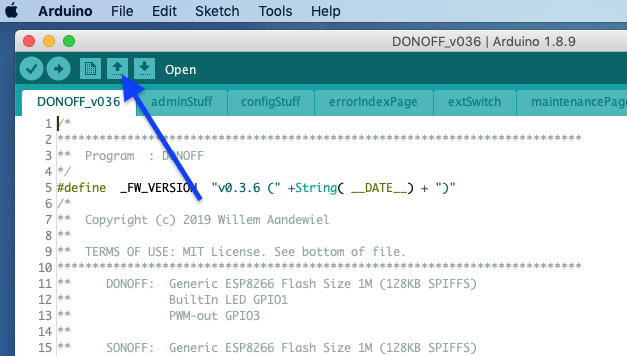 Arduino File Edit Sketch Tools Help
DONOFF_v036 | Arduino 1.8.9
Open
DONOFF_v036 adminStuff configStuff errorIndexPage extSwitch maintenancePage
1 /*
2 ***************************************************************************
3 **  Program  : DONOFF
4 */
5 #define  _FW_VERSION  "v0.3.6 (" +String( __DATE__) + ")"
6 /*
7 **  Copyright (c) 2019 Willem Aandewiel
8 **
9 **  TERMS OF USE: MIT License. See bottom of file.
10 ***************************************************************************
11 **     DONOFF:  Generic ESP8266 Flash Size 1M (128KB SPIFFS)
12 **              BuiltIn LED GPIO1
13 **              PWM-out GPIO3
14 **
15 **     SONOFF:  Generic ESP8266 Flash Size 1M (128KB SPIFFS)